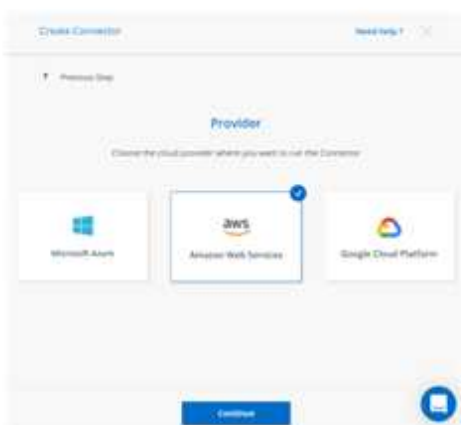 Create Connector
Need help ?
Previous Step
Provider
Choose the cloud provider where you want to run the Connector
aws
Microsoft Azure
Amazon Web Services
Google Cloud Platform
Continue